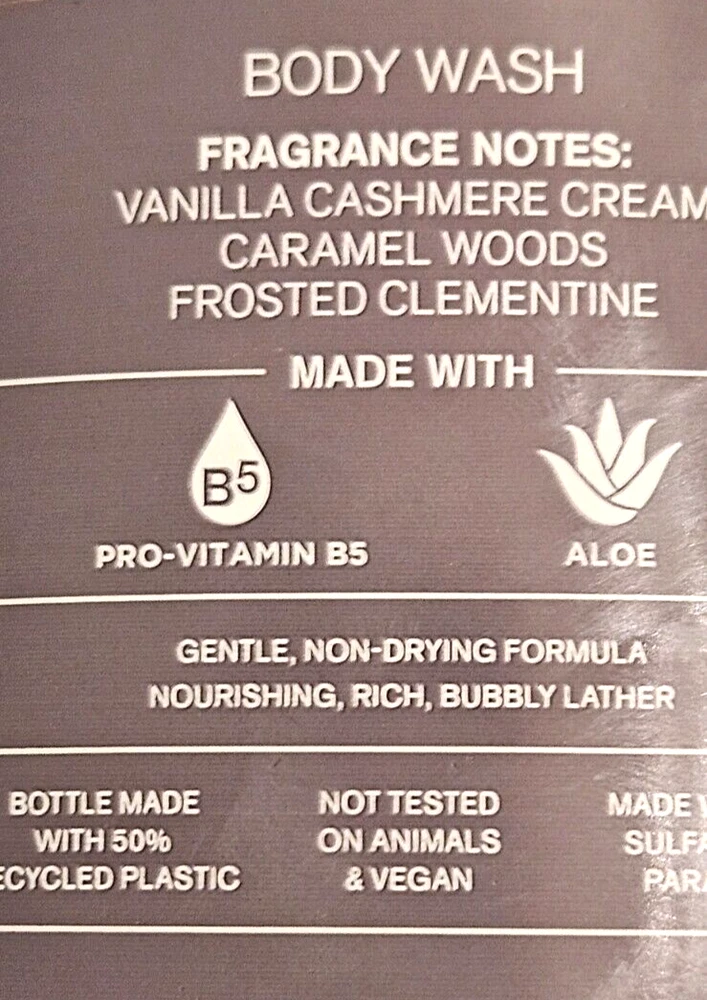 BODY WASH
FRAGRANCE NOTES:
VANILLA CASHMERE CREAM
CARAMEL WOODS
FROSTED CLEMENTINE
MADE WITH
B5
PRO-VITAMIN B5
ALOE
GENTLE, NON-DRYING FORMULA
NOURISHING, RICH, BUBBLY LATHER
BOTTLE MADE
WITH 50%
ECYCLED PLASTIC
NOT TESTED
ON ANIMALS
& VEGAN
MADE